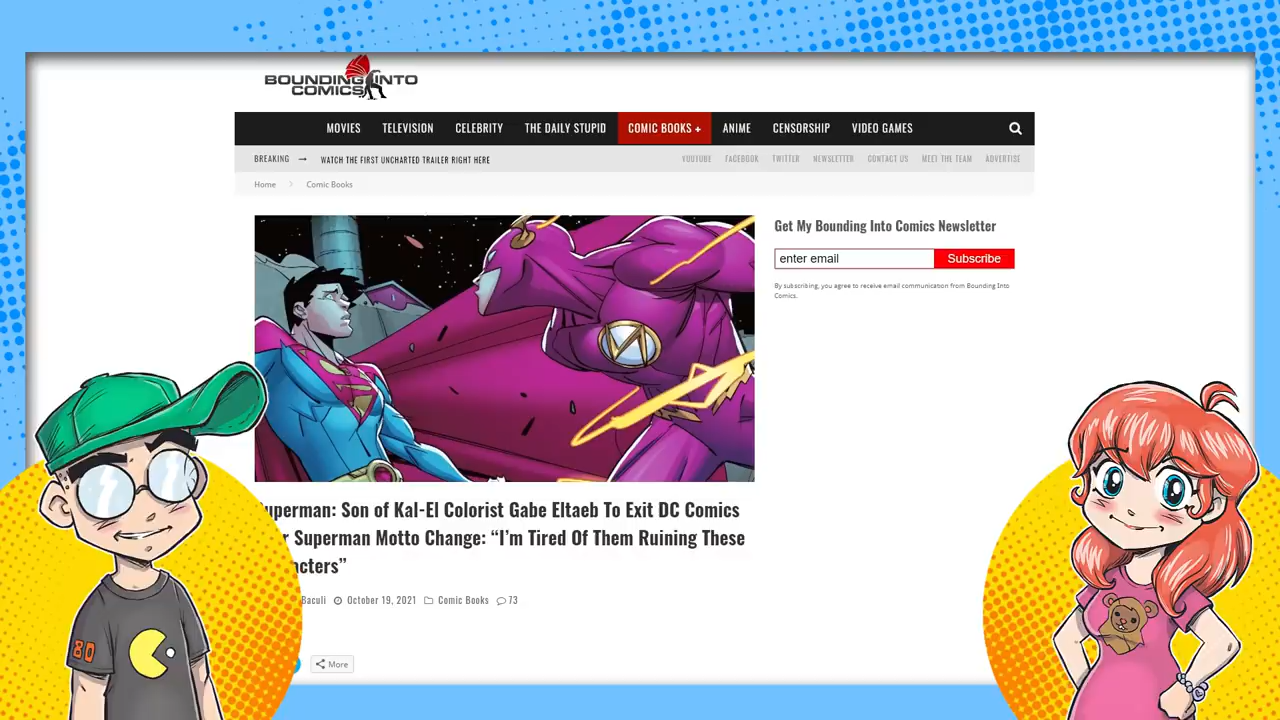 BOUNDING INTO
COMICS
MOVIES TELEVISION CELEBRITY THE DAILY STUPID COMIC BOOKS + ANIME CENSORSHIP VIDEO GAMES
BREAKING → WATCH THE FIRST UNCHARTED TRAILER RIGHT HERE YOUTUBE FACEBOOK TWITTER NEWSLETTER CONTACT US MEET THE TEAM ADVERTISE
Home > Comic Books
Get My Bounding Into Comics Newsletter
enter email Subscribe
By subscribing, you agree to receive email communication from Bounding Into
Comics.
uperman: Son of Kal-El Colorist Gabe Eltaeb To Exit DC Comics
r Superman Motto Change: “I’m Tired Of Them Ruining These
acters”
Baculi October 19, 2021 Comic Books 73
More
80